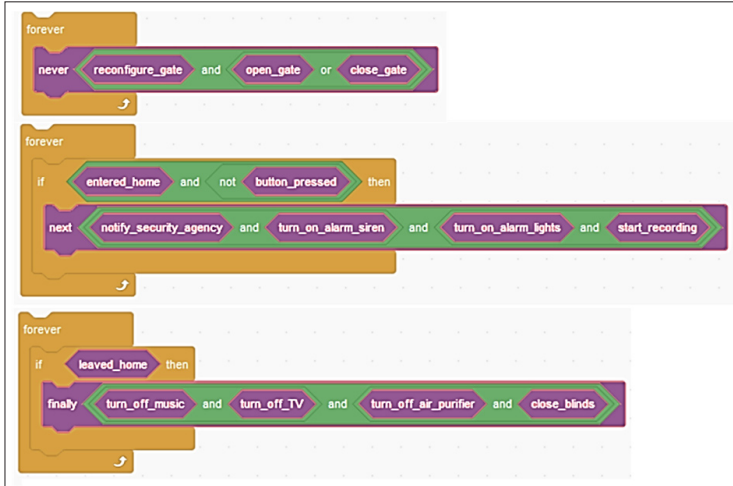 forever
never reconfigure_gate and open_gate or close_gate
forever
if entered_home and not button_pressed then
next notify_security_agency and turn_on_alarm_siren and turn_on_alarm_lights and start_recording
forever
if leaved_home then
finally turn_off_music and turn_off_TV and turn_off_air_purifier and close_blinds